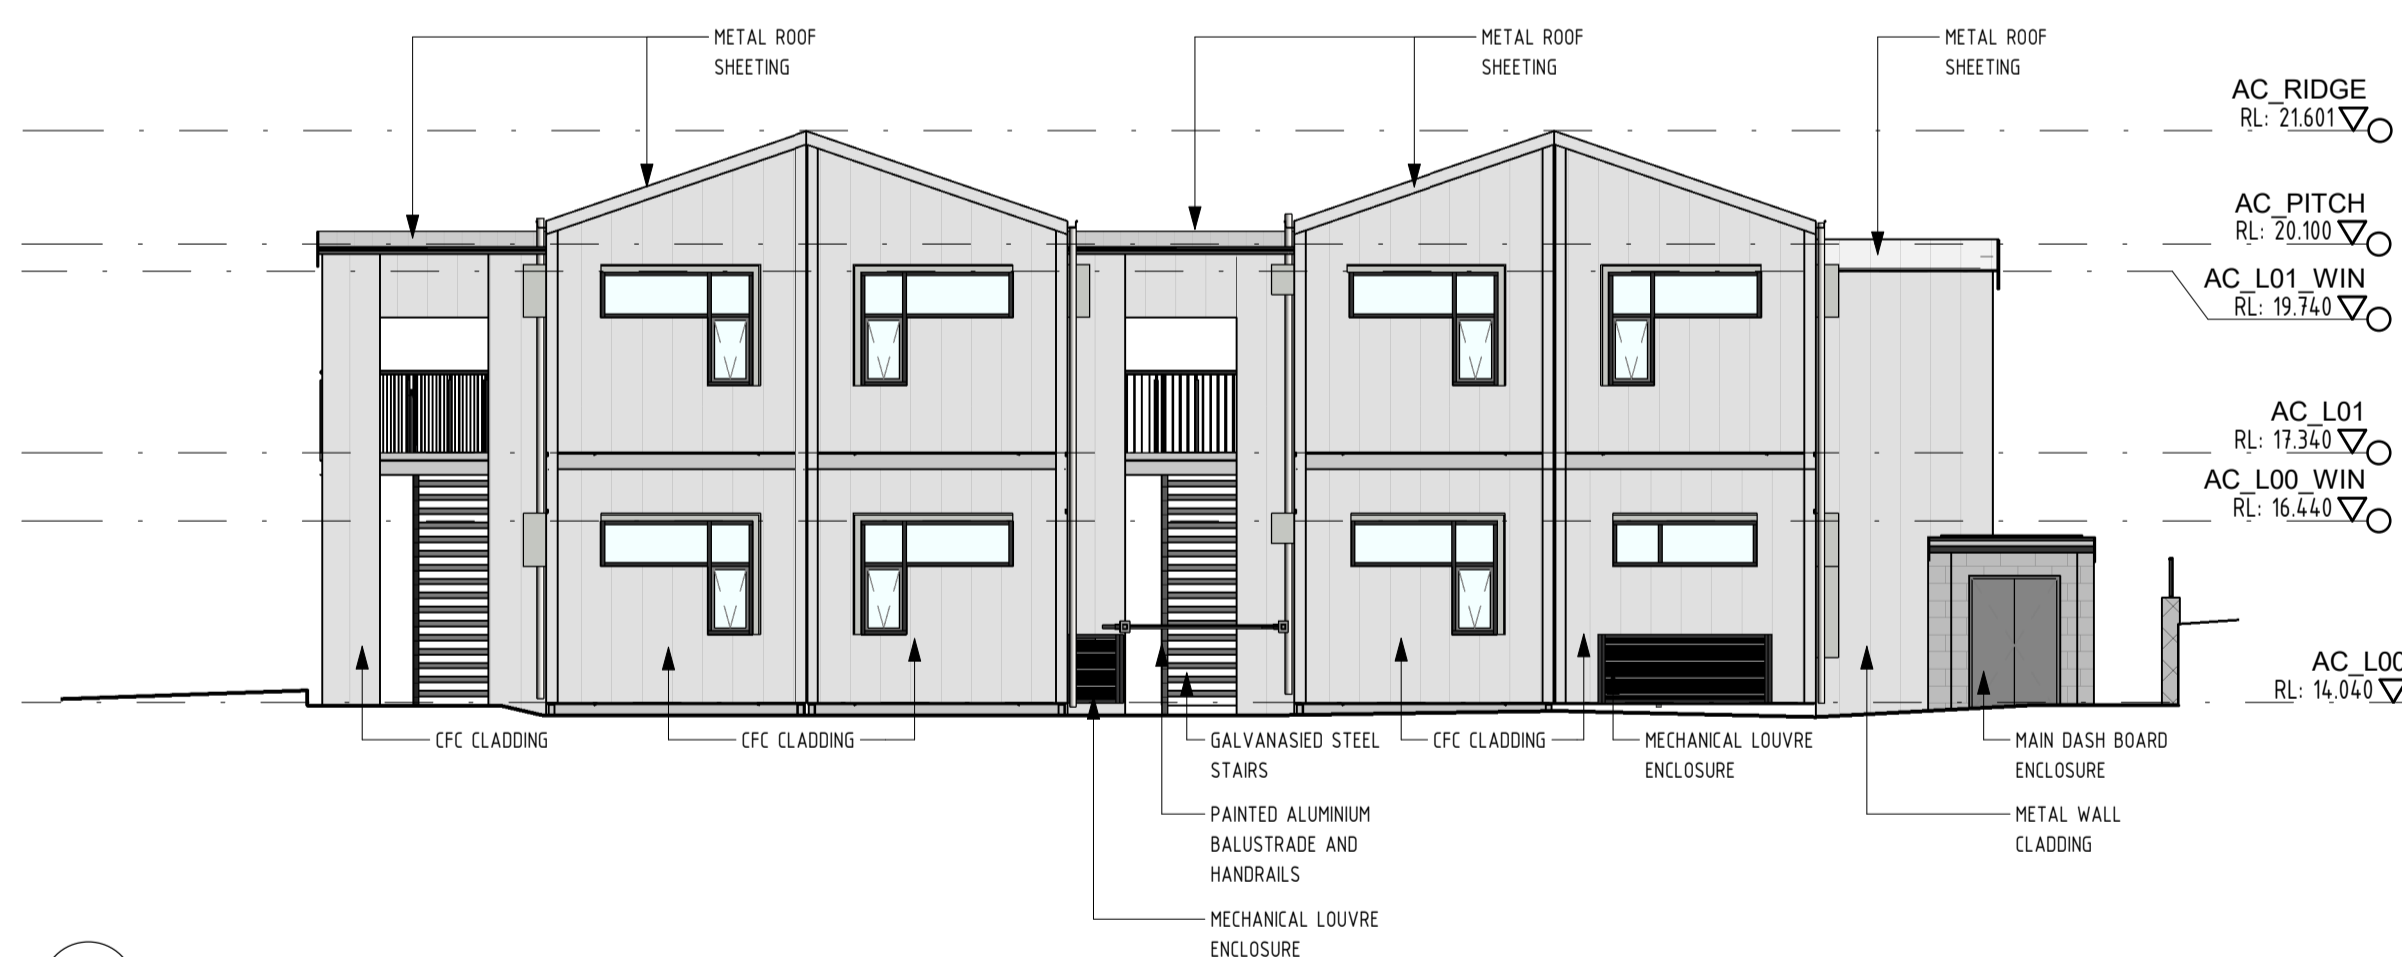 METAL ROOF
SHEETING
METAL ROOF
SHEETING
METAL ROOF
SHEETING
AC_RIDGE
RL: 21.601
AC_PITCH
RL: 20.100
AC_L01_WIN
RL: 19.740
AC_L01
RL: 17.340
AC_L00_WIN
RL: 16.440
AC_L00
RL: 14.040
CFC CLADDING
CFC CLADDING
GALVANASIED STEEL
STAIRS
CFC CLADDING
MECHANICAL LOUVRE
ENCLOSURE
MAIN DASH BOARD
ENCLOSURE
PAINTED ALUMINIUM
BALUSTRADE AND
HANDRAILS
METAL WALL
CLADDING
MECHANICAL LOUVRE
ENCLOSURE